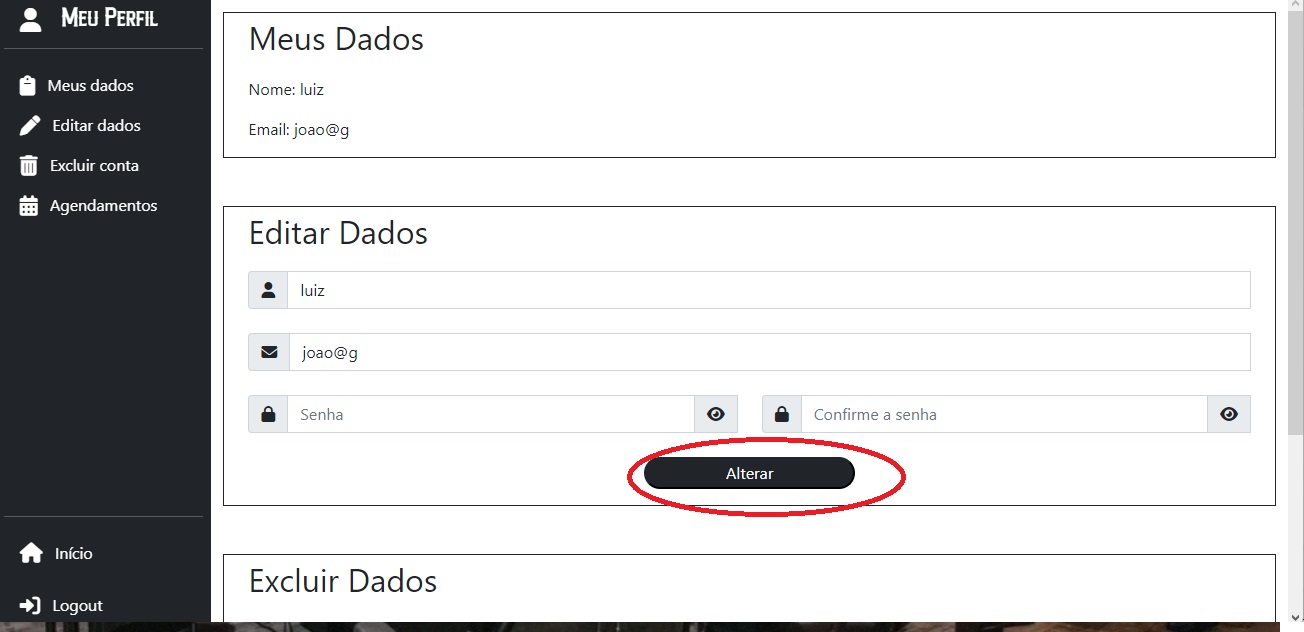 Meu Perfil
Meus dados
Editar dados
Excluir conta
Agendamentos
Início
Logout
Meus Dados
Nome: luiz
Email: joao@g
Editar Dados
luiz
joao@g
Senha
Confirme a senha
Alterar
Excluir Dados